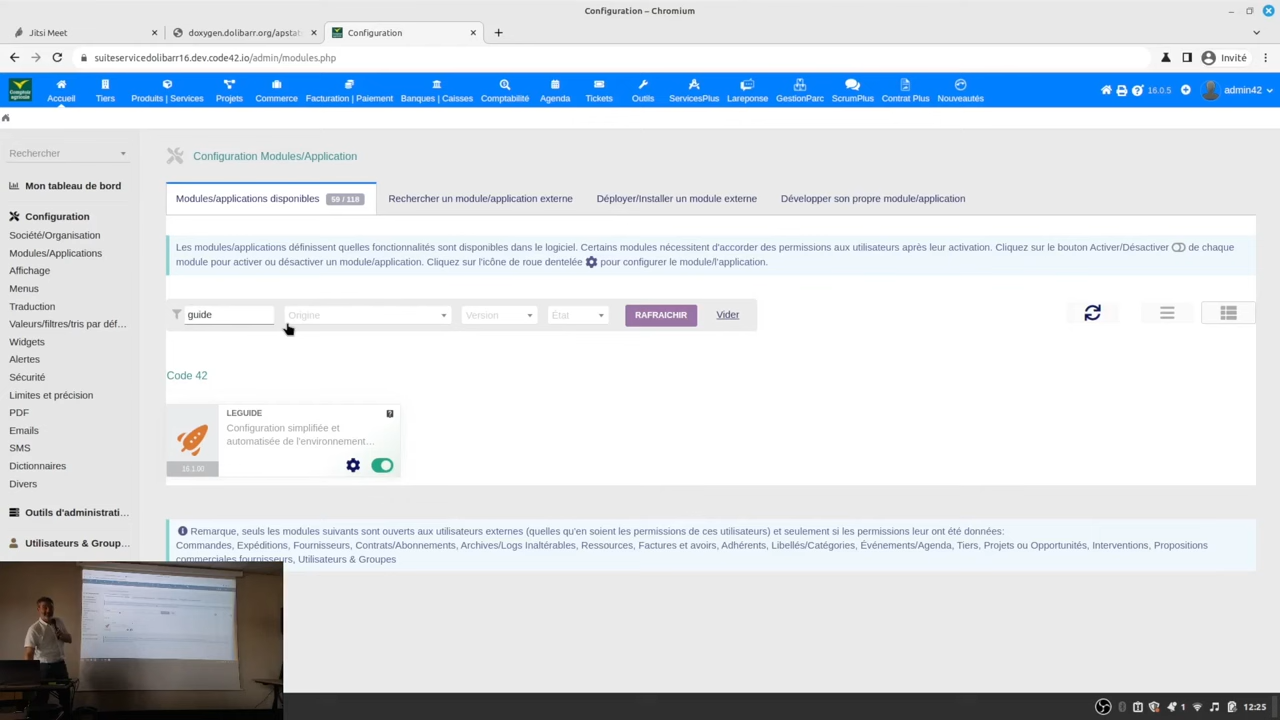 Configuration – Chromium
Jitsi Meet
doxygen.dolibarr.org/apstat
Configuration
suiteservicedolibarr16.dev.code42.io/admin/modules.php
Invité
Accueil
Tiers
Produits | Services
Projets
Commerce
Facturation | Paiement
Banques | Caisses
Comptabilité
Agenda
Tickets
Outils
ServicesPlus
Lareponse
GestionParc
ScrumPlus
Contrat Plus
Nouveautés
16.0.5
admin42
Rechercher
Mon tableau de bord
Configuration
Société/Organisation
Modules/Applications
Affichage
Menus
Traduction
Valeurs/filtres/tris par déf...
Widgets
Alertes
Sécurité
Limites et précision
PDF
Emails
SMS
Dictionnaires
Divers
Outils d'administrati...
Utilisateurs & Group...
Configuration Modules/Application
Modules/applications disponibles 59 / 118
Rechercher un module/application externe
Déployer/Installer un module externe
Développer son propre module/application
Les modules/applications définissent quelles fonctionnalités sont disponibles dans le logiciel. Certains modules nécessitent d'accorder des permissions aux utilisateurs après leur activation. Cliquez sur le bouton Activer/Désactiver de chaque
module pour activer ou désactiver un module/application. Cliquez sur l'icône de roue dentelée pour configurer le module/l'application.
guide
Origine
Version
État
RAFRAICHIR
Vider
Code 42
LEGUIDE
Configuration simplifiée et
automatisée de l'environnement...
16.1.00
Remarque, seuls les modules suivants sont ouverts aux utilisateurs externes (quelles qu'en soient les permissions de ces utilisateurs) et seulement si les permissions leur ont été données:
Commandes, Expéditions, Fournisseurs, Contrats/Abonnements, Archives/Logs Inaltérables, Ressources, Factures et avoirs, Adhérents, Libellés/Catégories, Événements/Agenda, Tiers, Projets ou Opportunités, Interventions, Propositions
commerciales fournisseurs, Utilisateurs & Groupes
1
12:25